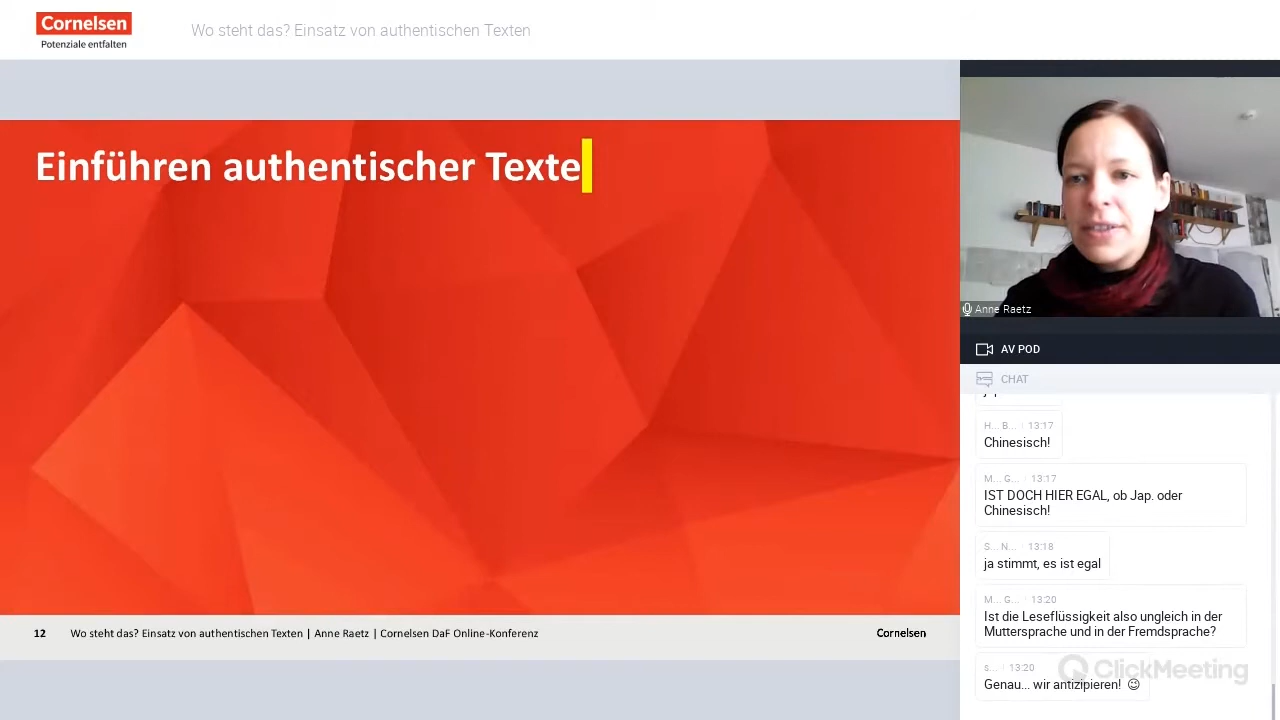 Cornelsen
Potenziale entfalten
Wo steht das? Einsatz von authentischen Texten
Einführen authentischer Texte
12
Wo steht das? Einsatz von authentischen Texten | Anne Raetz | Cornelsen DaF Online-Konferenz
Cornelsen
Anne Raetz
AV POD
CHAT
H... B... 13:17
Chinesisch!
M... G... 13:17
IST DOCH HIER EGAL, ob Jap. oder
Chinesisch!
S... N... 13:18
ja stimmt, es ist egal
M... G... 13:20
Ist die Leseflüssigkeit also ungleich in der
Muttersprache und in der Fremdsprache?
s... 13:20
Genau... wir antizipieren! 😉
ClickMeeting